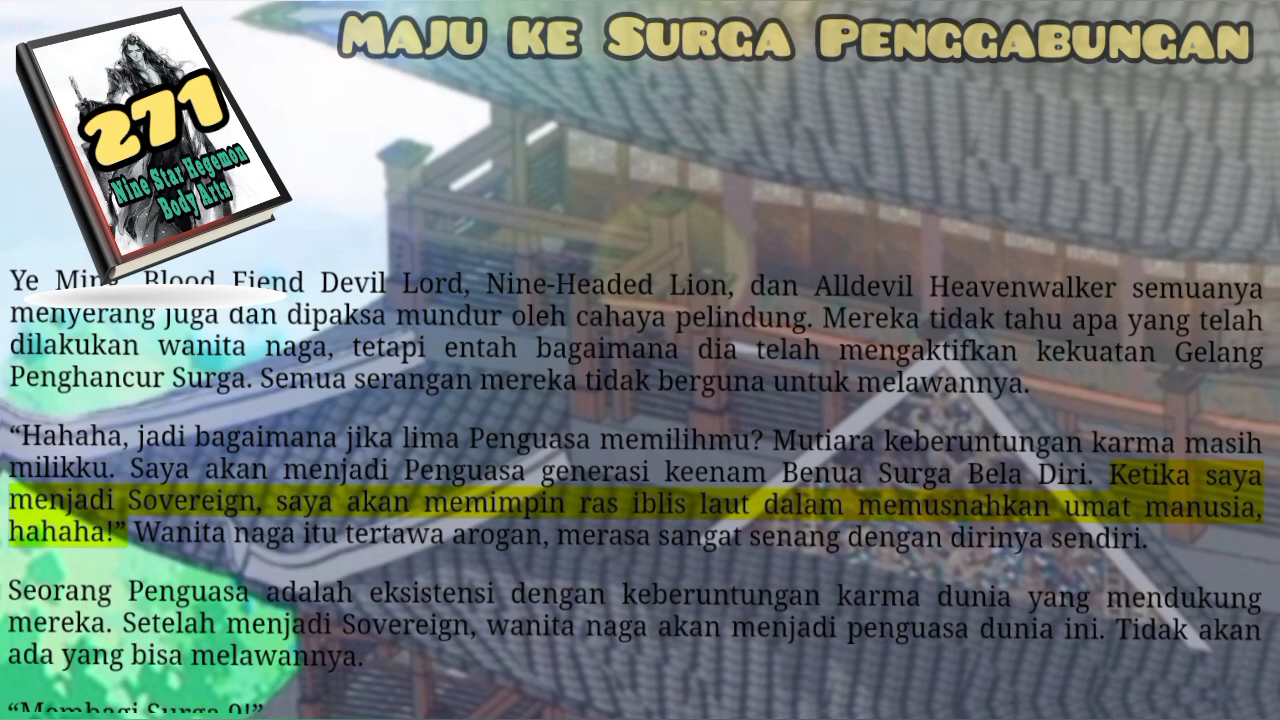 Maju ke Surga Penggabungan
271
Nine Star Hegemon
Body Arts
Ye Ming, Blood Fiend Devil Lord, Nine-Headed Lion, dan Alldevil Heavenwalker semuanya
menyerang juga dan dipaksa mundur oleh cahaya pelindung. Mereka tidak tahu apa yang telah
dilakukan wanita naga, tetapi entah bagaimana dia telah mengaktifkan kekuatan Gelang
Penghancur Surga. Semua serangan mereka tidak berguna untuk melawannya.
“Hahaha, jadi bagaimana jika lima Penguasa memilihmu? Mutiara keberuntungan karma masih
milikku. Saya akan menjadi Penguasa generasi keenam Benua Surga Bela Diri. Ketika saya
menjadi Sovereign, saya akan memimpin ras iblis laut dalam memusnahkan umat manusia,
hahaha!” Wanita naga itu tertawa arogan, merasa sangat senang dengan dirinya sendiri.
Seorang Penguasa adalah eksistensi dengan keberuntungan karma dunia yang mendukung
mereka. Setelah menjadi Sovereign, wanita naga akan menjadi penguasa dunia ini. Tidak akan
ada yang bisa melawannya.
“Membagi Surga 9!”